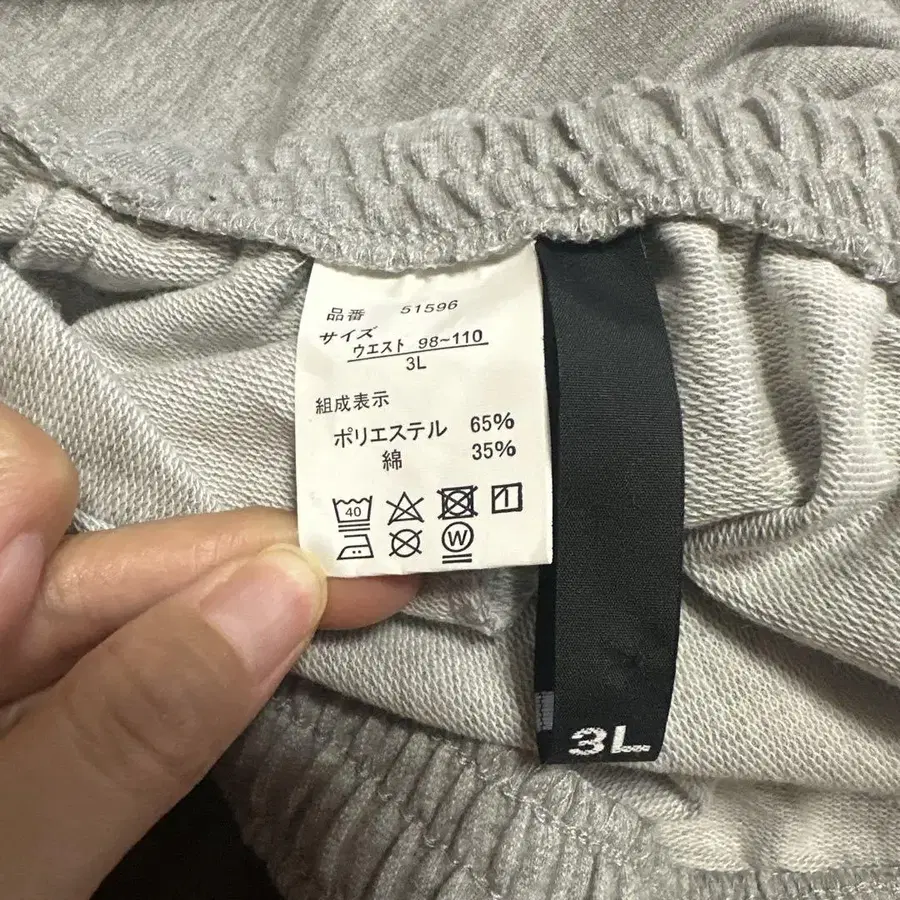 品番 51596
サイズ
ウエスト 98~110
3L
組成表示
ポリエステル 65%
綿 35%
40
W
3L